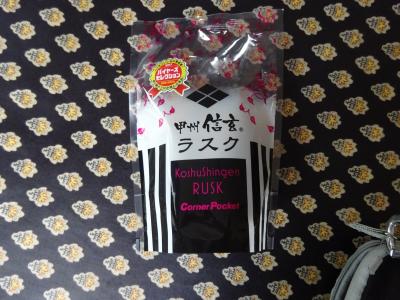 バイヤーズ
セレクション
甲州信玄®
ラスク
KoshuShingen
RUSK
CornerPocket